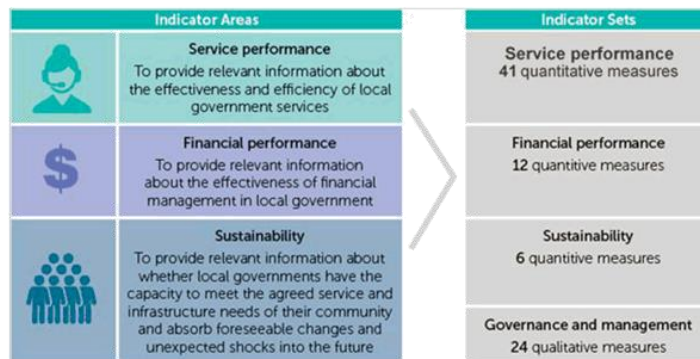 Indicator Areas
Service performance
To provide relevant information about
the effectiveness and efficiency of local
government services
$
Financial performance
To provide relevant information
about the effectiveness of financial
management in local government
Sustainability
To provide relevant information about
whether local governments have the
capacity to meet the agreed service and
infrastructure needs of their community
and absorb foreseeable changes and
unexpected shocks into the future
Indicator Sets
Service performance
41 quantitative measures
Financial performance
12 quantitive measures
Sustainability
6 quantitive measures
Governance and management
24 qualitative measures